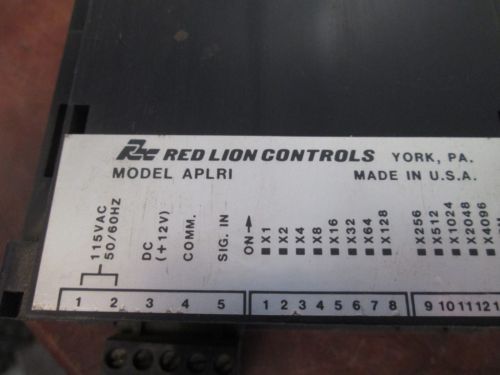 RED LION CONTROLS YORK, PA.
MODEL APLRI MADE IN U.S.A.
115VAC
50/60HZ
DC
(+12V)
COMM.
SIG. IN
ON
X1
X2
X4
X8
X16
X32
X64
X128
X256
X512
X1024
X2048
X4096
1 2 3 4 5 1 2 3 4 5 6 7 8 9 10 11 12